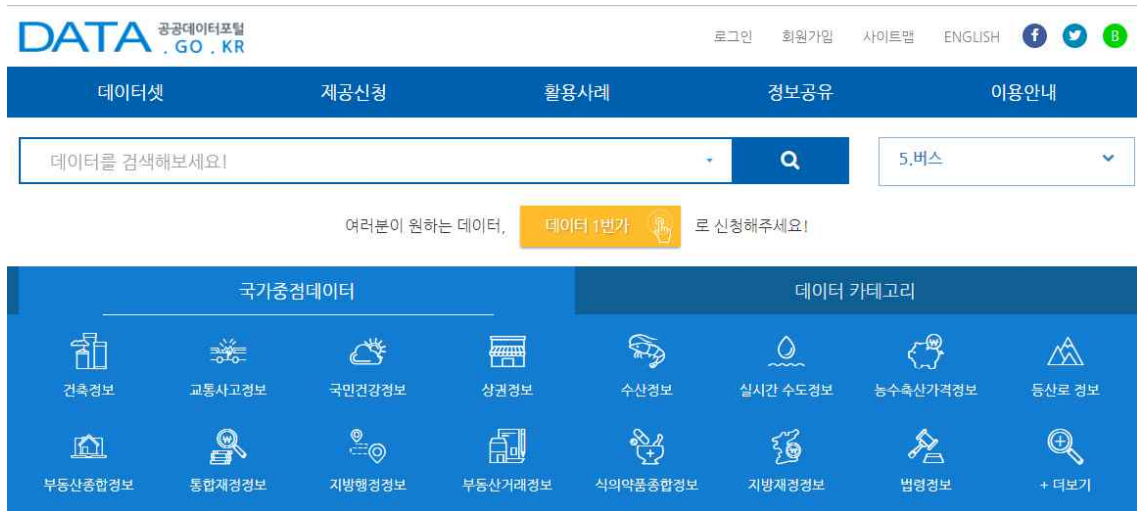 DATA 공공데이터포털
. GO . KR
로그인 회원가입 사이트맵 ENGLISH f B
데이터셋 제공신청 활용사례 정보공유 이용안내
데이터를 검색해보세요! 5.버스
여러분이 원하는 데이터, 데이터 1번가 로 신청해주세요!
국가중점데이터 데이터 카테고리
건축정보 교통사고정보 국민건강정보 상권정보 수산정보 실시간 수도정보 농수축산가격정보 등산로 정보
부동산종합정보 통합재정정보 지방행정정보 부동산거래정보 식의약품종합정보 지방재정정보 법령정보 + 더보기